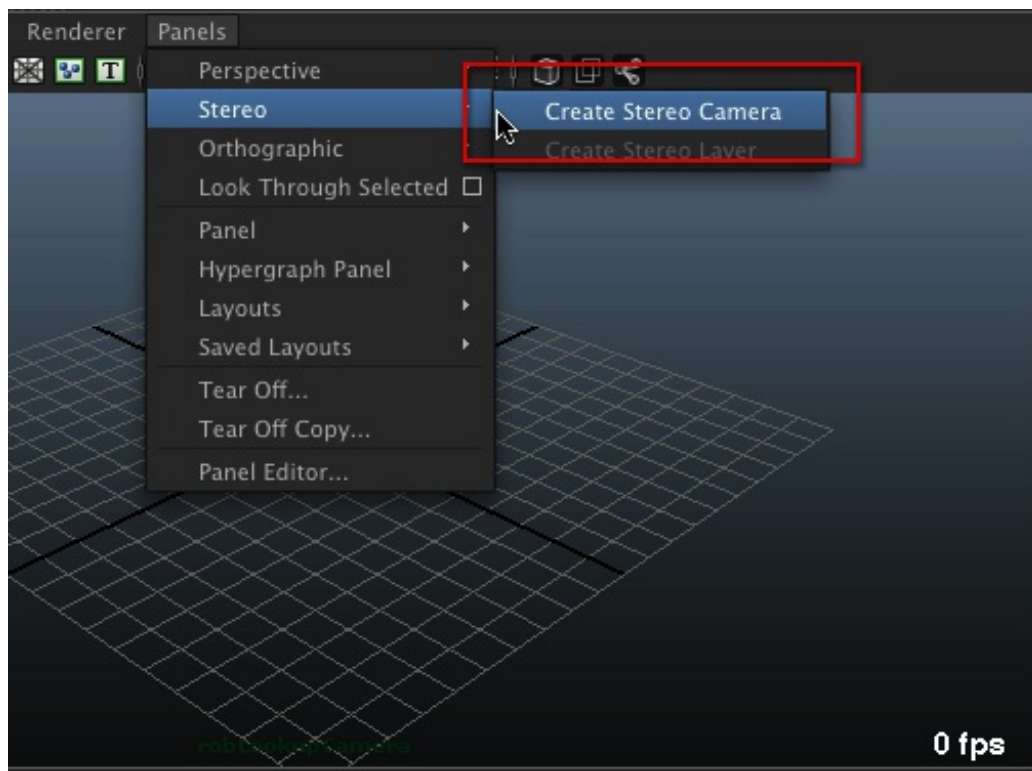 Renderer Panels
T
Perspective
Stereo
Create Stereo Camera
Orthographic
Create Stereo Layer
Look Through Selected
Panel
Hypergraph Panel
Layouts
Saved Layouts
Tear Off...
Tear Off Copy...
Panel Editor...
0 fps